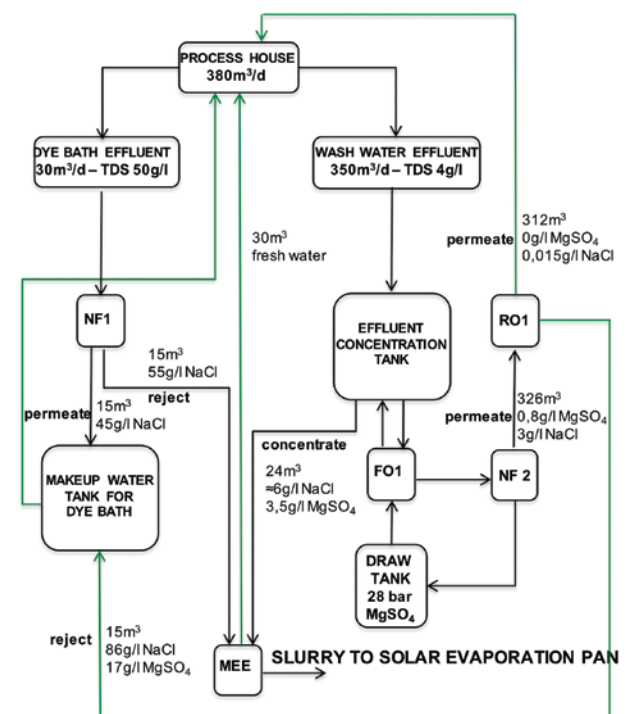 PROCESS HOUSE
380m³/d
DYE BATH EFFLUENT
30m³/d – TDS 50g/l
WASH WATER EFFLUENT
350m³/d – TDS 4g/l
30m³
fresh water
312m³
permeate 0g/l MgSO₄
0,015g/l NaCl
NF1
EFFLUENT
CONCENTRATION
TANK
RO1
15m³
55g/l NaCl
reject
15m³
permeate 45g/l NaCl
326m³
permeate 0,8g/l MgSO₄
3g/l NaCl
concentrate
24m³
≈6g/l NaCl
3,5g/l MgSO₄
MAKEUP WATER
TANK FOR
DYE BATH
FO1
NF 2
DRAW
TANK
28 bar
MgSO₄
15m³
reject 86g/l NaCl
17g/l MgSO₄
MEE
SLURRY TO SOLAR EVAPORATION PAN